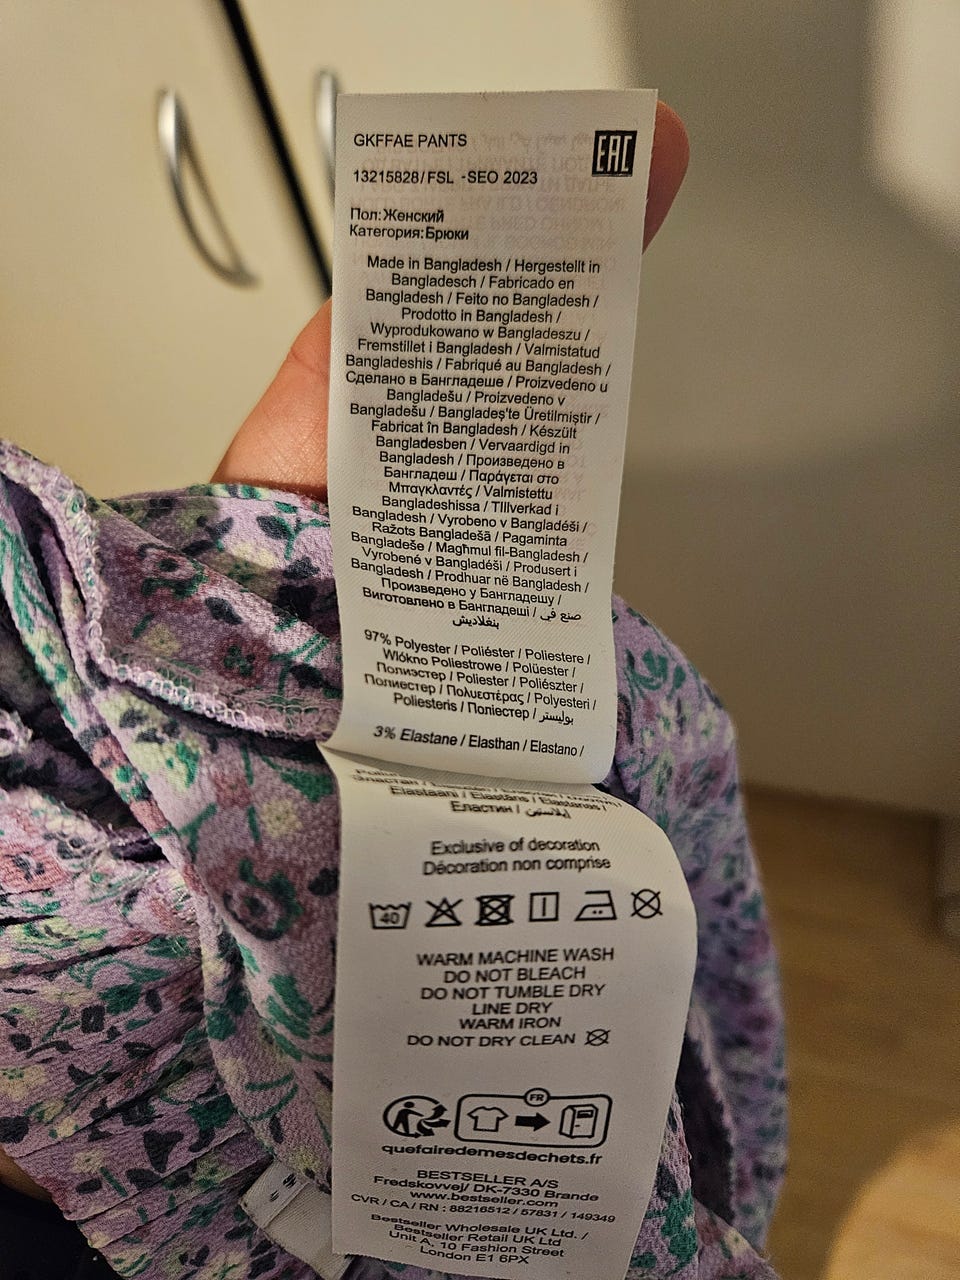 GKFFAE PANTS
EAC
13215828/FSL -SEO 2023
Пол:Женский
Категория:Брюки
Made in Bangladesh / Hergestellt in
Bangladesch / Fabricado en
Bangladesh / Feito no Bangladesh /
Prodotto in Bangladesh /
Wyprodukowano w Bangladeszu /
Fremstillet i Bangladesh / Valmistatud
Bangladeshis / Fabriqué au Bangladesh /
Сделано в Бангладеше / Proizvedeno u
Bangladešu / Proizvedeno v
Bangladešu / Bangladeş'te Üretilmiştir /
Fabricat în Bangladesh / Készült
Bangladesben / Vervaardigd in
Bangladesh / Произведено в
Бангладеш / Παράγεται στο
Μπαγκλαντές / Valmistettu
Bangladeshissa / TIllverkad i
Bangladesh / Vyrobeno v Bangladéši /
Ražots Bangladešā / Pagaminta
Bangladeše / Magħmul fil-Bangladesh /
Vyrobené v Bangladéši / Produsert i
Bangladesh / Prodhuar në Bangladesh /
Произведено у Бангладешу /
Виготовлено в Бангладеші / صنع في
بنغلاديش
97% Polyester / Poliéster / Poliestere /
Włókno Poliestrowe / Polüester /
Полиэстер / Poliester / Poliészter /
Полиестер / Πολυεστέρας / Polyesteri /
Poliesteris / Поліестер / بوليستر
3% Elastane / Elasthan / Elastano /
Elastaani / Elastāns / Elastanas /
Еластин / إيلاستين
Exclusive of decoration
Décoration non comprise
40
WARM MACHINE WASH
DO NOT BLEACH
DO NOT TUMBLE DRY
LINE DRY
WARM IRON
DO NOT DRY CLEAN
FR
quefairedemesdechets.fr
BESTSELLER A/S
Fredskovvej/ DK-7330 Brande
www.bestseller.com
CVR / CA / RN : 88216512 / 57831 / 149349
Bestseller Wholesale UK Ltd. /
Bestseller Retail UK Ltd
Unit A, 10 Fashion Street
London E1 6PX